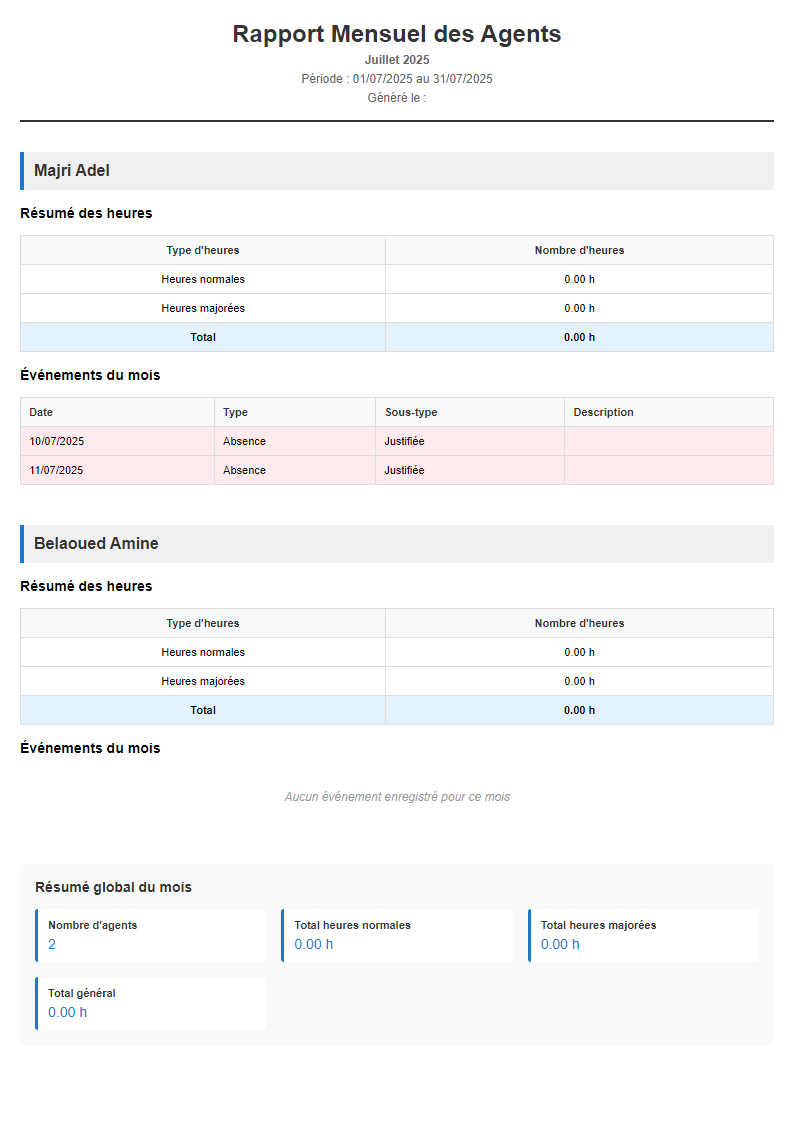 Rapport Mensuel des Agents
Juillet 2025
Période : 01/07/2025 au 31/07/2025
Généré le :
Majri Adel
Résumé des heures
Type d'heures Nombre d'heures
Heures normales 0.00 h
Heures majorées 0.00 h
Total 0.00 h
Événements du mois
Date Type Sous-type Description
10/07/2025 Absence Justifiée
11/07/2025 Absence Justifiée
Belaoued Amine
Résumé des heures
Type d'heures Nombre d'heures
Heures normales 0.00 h
Heures majorées 0.00 h
Total 0.00 h
Événements du mois
Aucun événement enregistré pour ce mois
Résumé global du mois
Nombre d'agents Total heures normales Total heures majorées
2 0.00 h 0.00 h
Total général
0.00 h